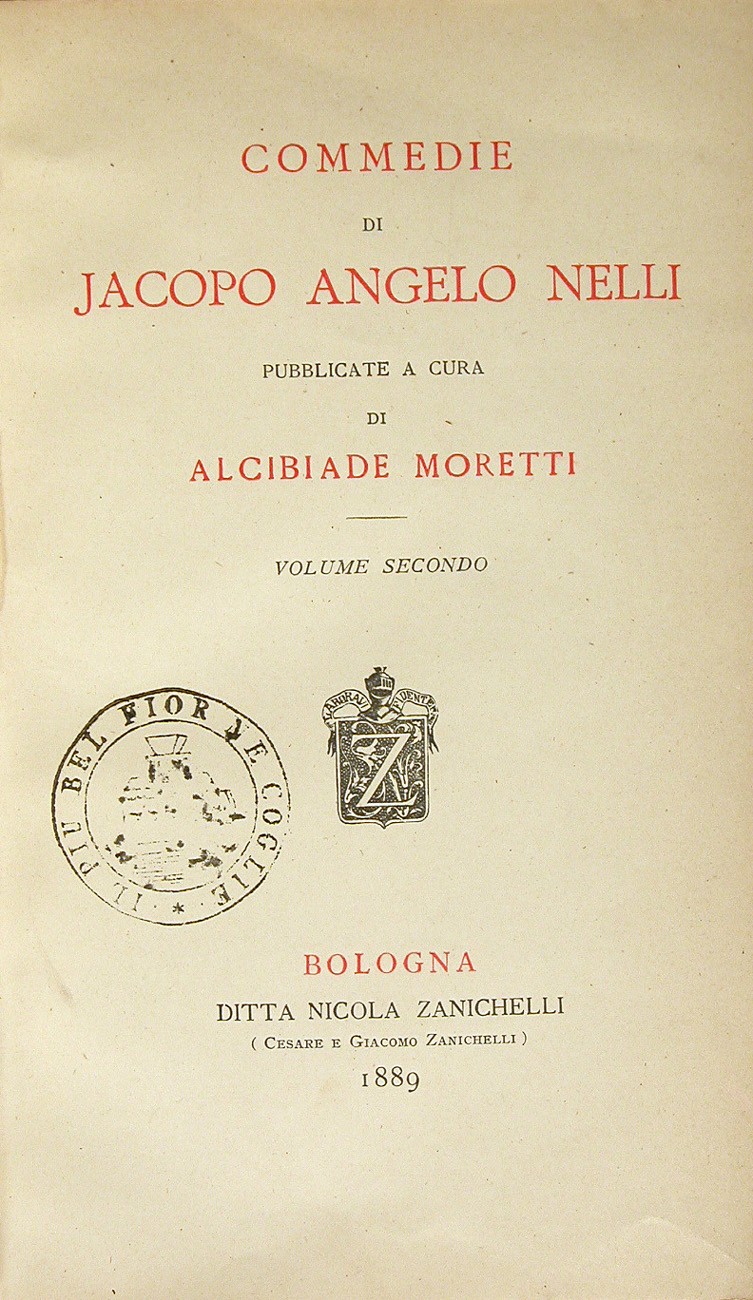 COMMEDIE
DI
JACOPO ANGELO NELLI
PUBBLICATE A CURA
DI
ALCIBIADE MORETTI
VOLUME SECONDO
IL PIU BEL FIOR NE COGLIE
Z
BOLOGNA
DITTA NICOLA ZANICHELLI
( CESARE E GIACOMO ZANICHELLI )
1889